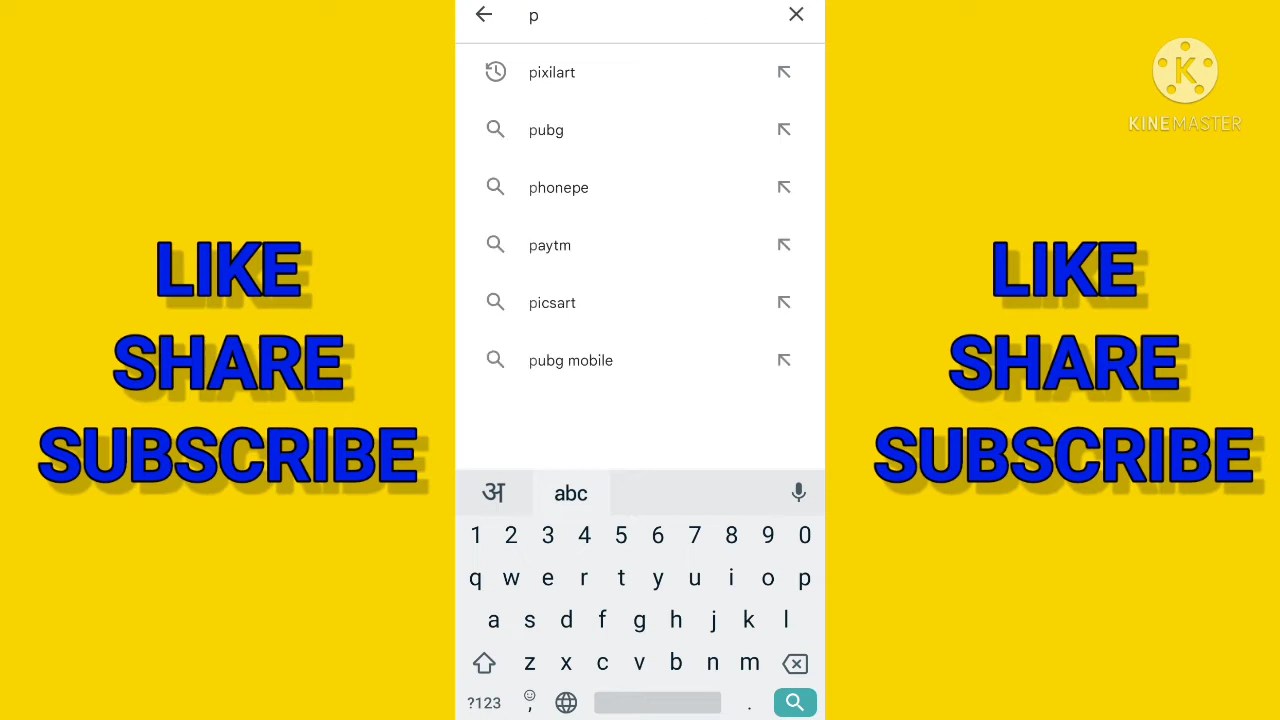 p
pixilart
pubg
phonepe
paytm
picsart
pubg mobile
K
KINEMASTER
LIKE
SHARE
SUBSCRIBE
LIKE
SHARE
SUBSCRIBE
अ abc
1 2 3 4 5 6 7 8 9 0
q w e r t y u i o p
a s d f g h j k l
z x c v b n m
?123 , .